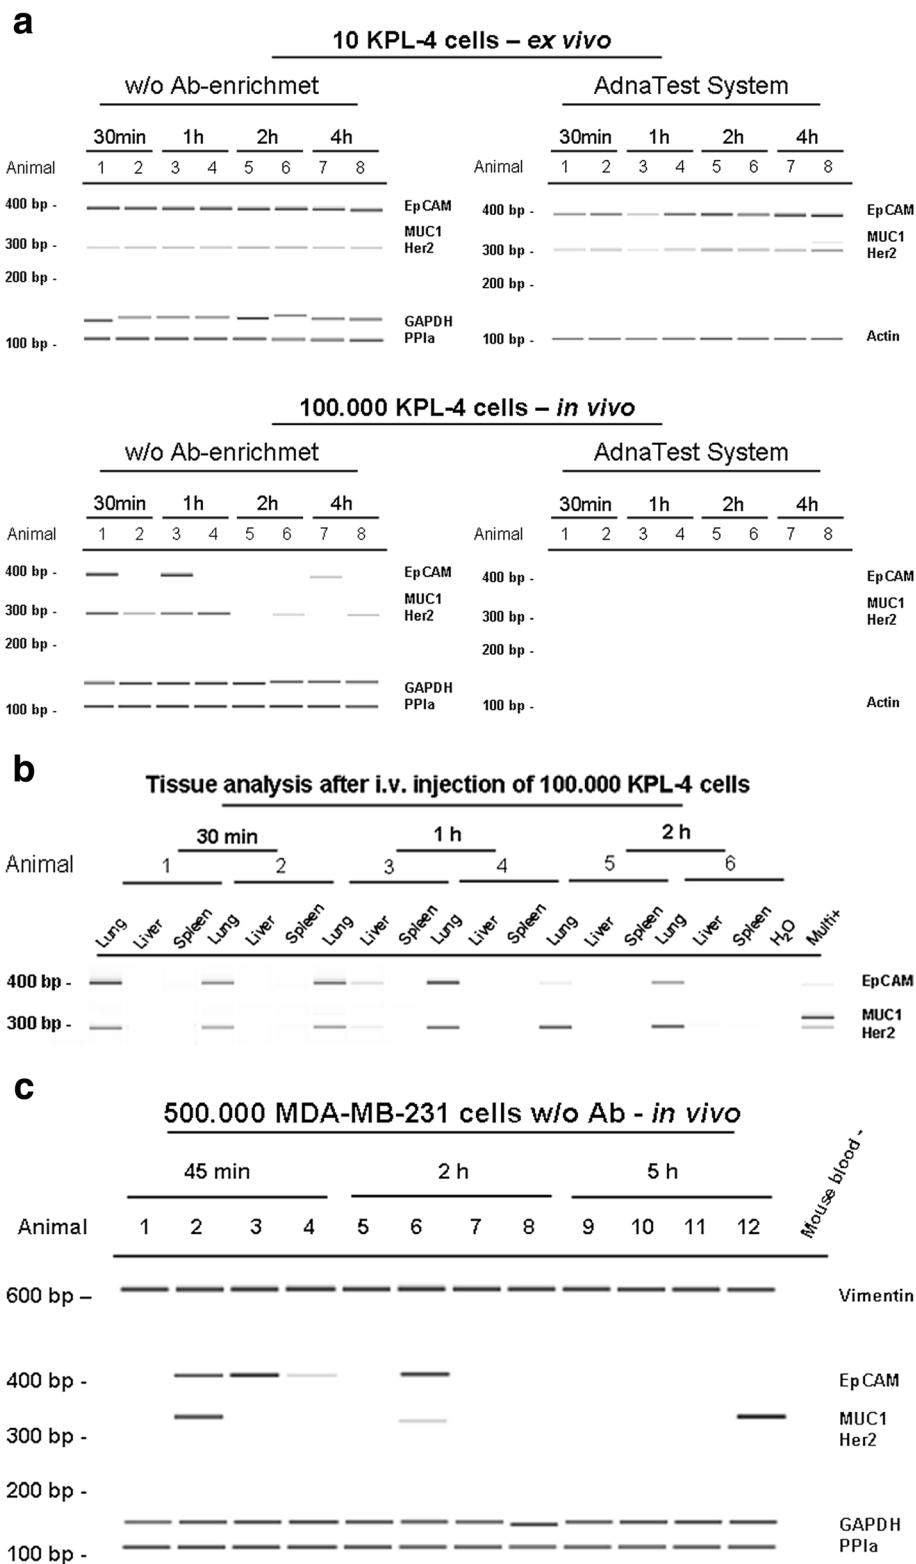 a
10 KPL-4 cells – ex vivo
w/o Ab-enrichmet
AdnaTest System
30min 1h 2h 4h
30min 1h 2h 4h
Animal 1 2 3 4 5 6 7 8
Animal 1 2 3 4 5 6 7 8
400 bp - EpCAM
MUC1
300 bp - Her2
200 bp -
GAPDH
100 bp - PPIa
400 bp - EpCAM
MUC1
300 bp - Her2
200 bp -
100 bp - Actin
100.000 KPL-4 cells – in vivo
w/o Ab-enrichmet
AdnaTest System
30min 1h 2h 4h
30min 1h 2h 4h
Animal 1 2 3 4 5 6 7 8
Animal 1 2 3 4 5 6 7 8
400 bp - EpCAM
MUC1
300 bp - Her2
200 bp -
GAPDH
100 bp - PPIa
400 bp - EpCAM
MUC1
300 bp - Her2
200 bp -
100 bp - Actin
b
Tissue analysis after i.v. injection of 100.000 KPL-4 cells
30 min 1 h 2 h
Animal 1 2 3 4 5 6
Lung Liver Spleen Lung Liver Spleen Lung Liver Spleen Lung Liver Spleen Lung Liver Spleen Lung Liver Spleen H2O Multi+
400 bp - EpCAM
300 bp - MUC1
Her2
c
500.000 MDA-MB-231 cells w/o Ab - in vivo
45 min 2 h 5 h
Mouse blood -
Animal 1 2 3 4 5 6 7 8 9 10 11 12
600 bp – Vimentin
400 bp - EpCAM
MUC1
300 bp - Her2
200 bp -
GAPDH
100 bp - PPIa